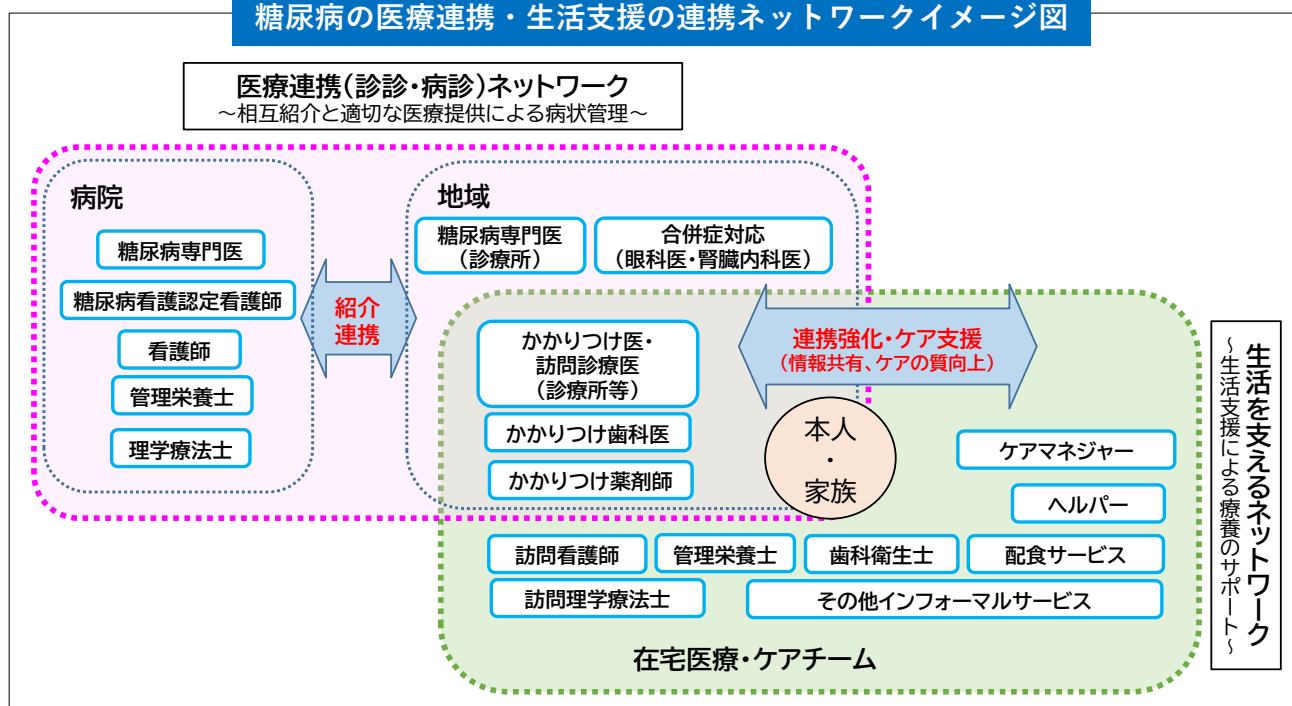 糖尿病の医療連携・生活支援の連携ネットワークイメージ図
医療連携(診診・病診)ネットワーク
～相互紹介と適切な医療提供による病状管理～
病院
糖尿病専門医
糖尿病看護認定看護師
看護師
管理栄養士
理学療法士
紹介
連携
地域
糖尿病専門医
(診療所)
合併症対応
(眼科医・腎臓内科医)
かかりつけ医・
訪問診療医
(診療所等)
かかりつけ歯科医
かかりつけ薬剤師
連携強化・ケア支援
(情報共有、ケアの質向上)
本人
・
家族
ケアマネジャー
ヘルパー
訪問看護師
管理栄養士
歯科衛生士
配食サービス
訪問理学療法士
その他インフォーマルサービス
在宅医療・ケアチーム
生活を支えるネットワーク
～生活支援による療養のサポート～